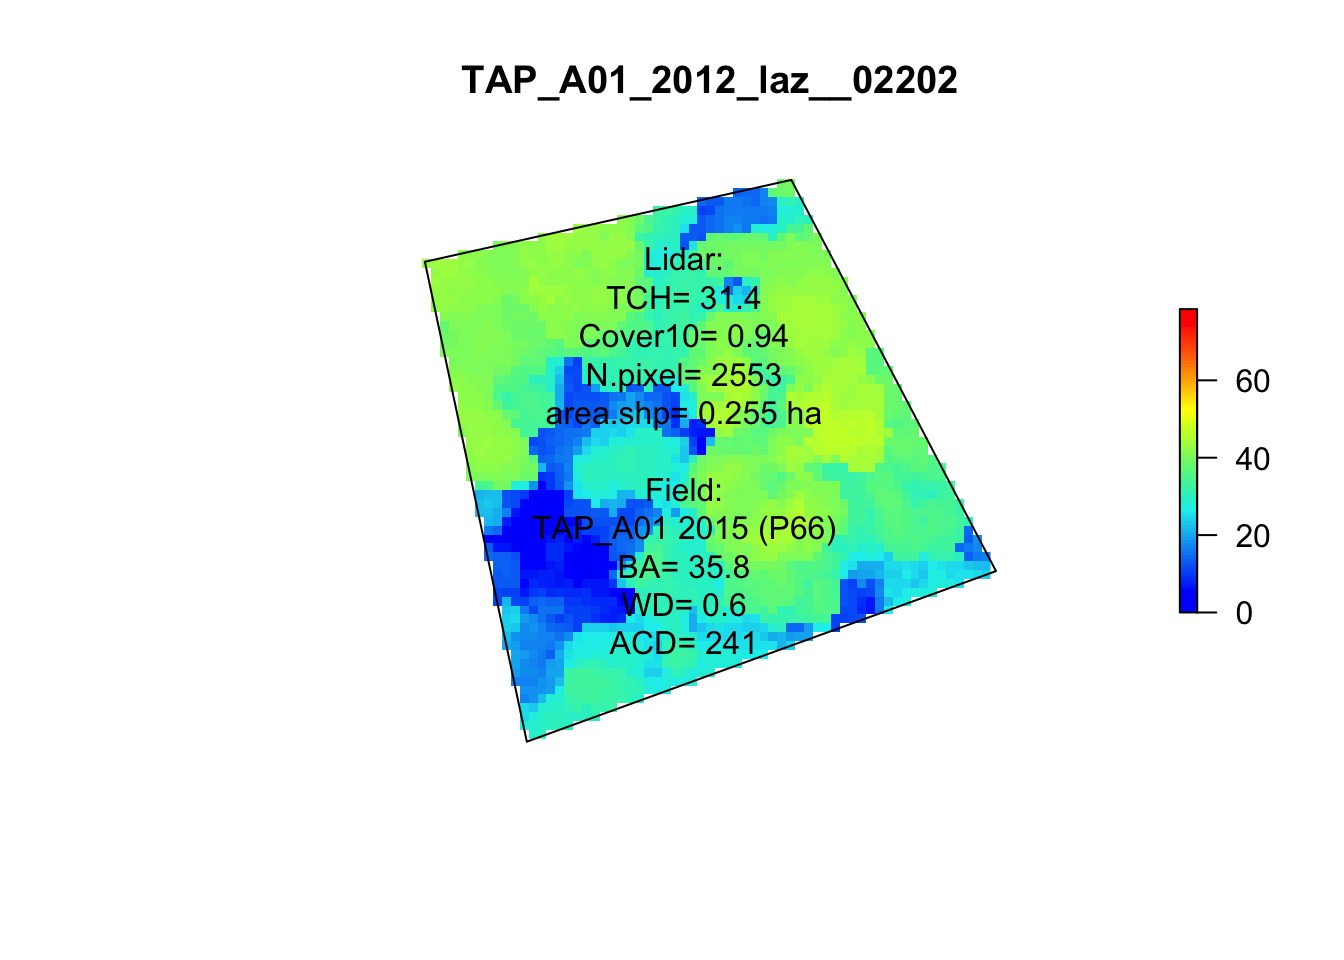 TAP_A01_2012_laz__02202
Lidar:
TCH= 31.4
Cover10= 0.94
N.pixel= 2553
area.shp= 0.255 ha
Field:
TAP_A01 2015 (P66)
BA= 35.8
WD= 0.6
ACD= 241
60
40
20
0